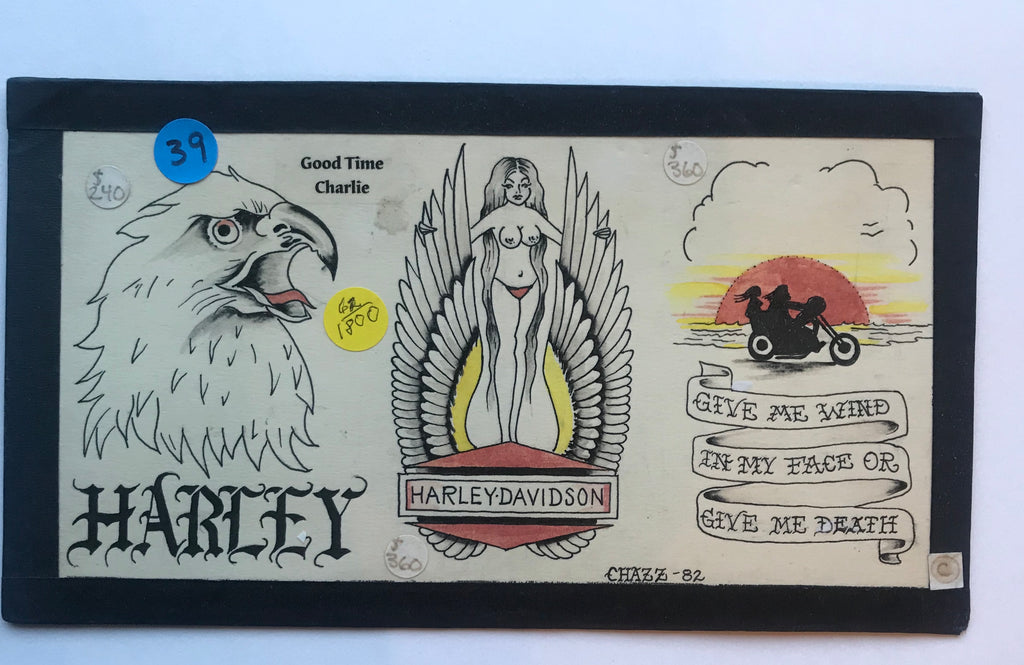 39
$
240
Good Time
Charlie
$
360
1800
HARLEY
HARLEY-DAVIDSON
$
360
GIVE ME WIND
IN MY FACE OR
GIVE ME DEATH
CHAZZ-82
C